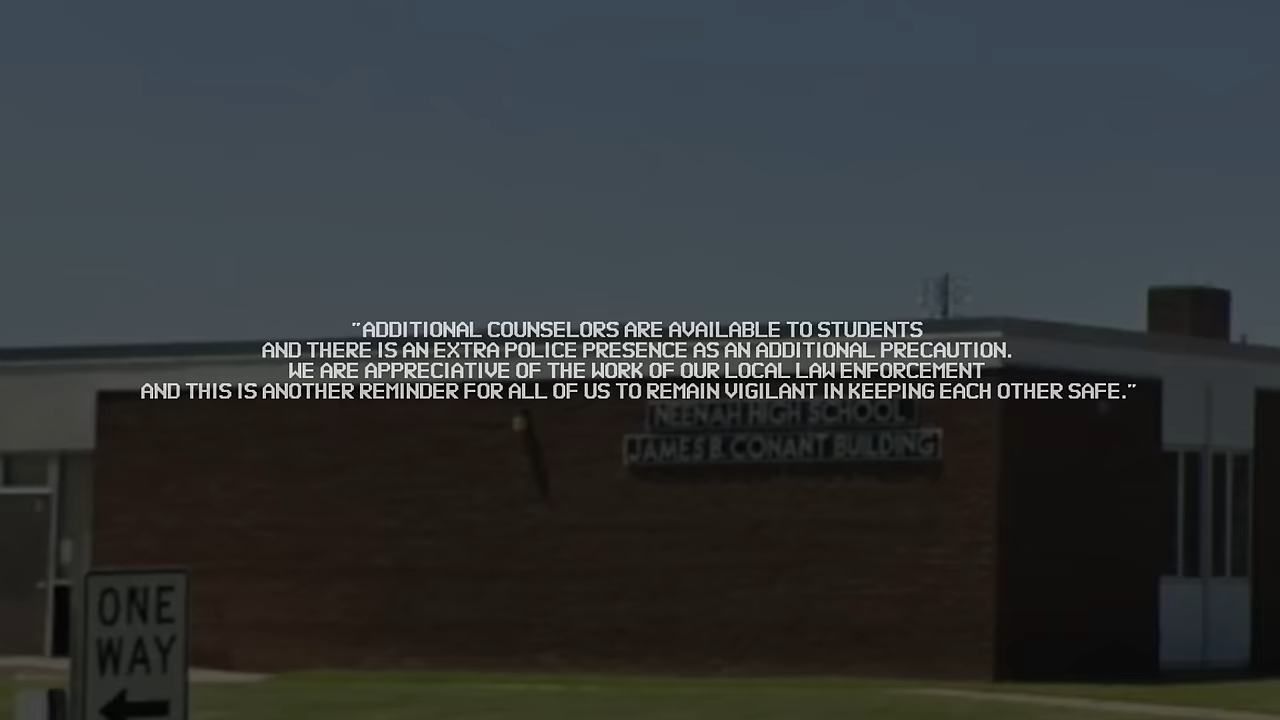 "ADDITIONAL COUNSELORS ARE AVAILABLE TO STUDENTS
AND THERE IS AN EXTRA POLICE PRESENCE AS AN ADDITIONAL PRECAUTION.
WE ARE APPRECIATIVE OF THE WORK OF OUR LOCAL LAW ENFORCEMENT
AND THIS IS ANOTHER REMINDER FOR ALL OF US TO REMAIN VIGILANT IN KEEPING EACH OTHER SAFE."
NEENAH HIGH SCHOOL
JAMES B. CONANT BUILDING
ONE
WAY